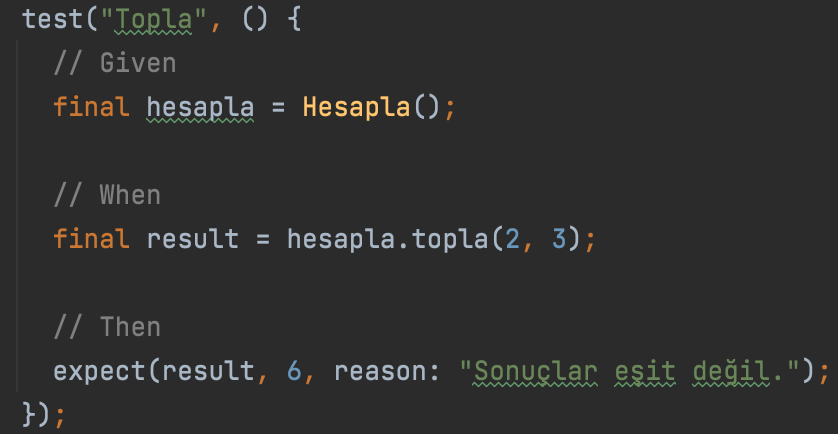 test("Topla", () {
// Given
final hesapla = Hesapla();
// When
final result = hesapla.topla(2, 3);
// Then
expect(result, 6, reason: "Sonuçlar eşit değil.");
});